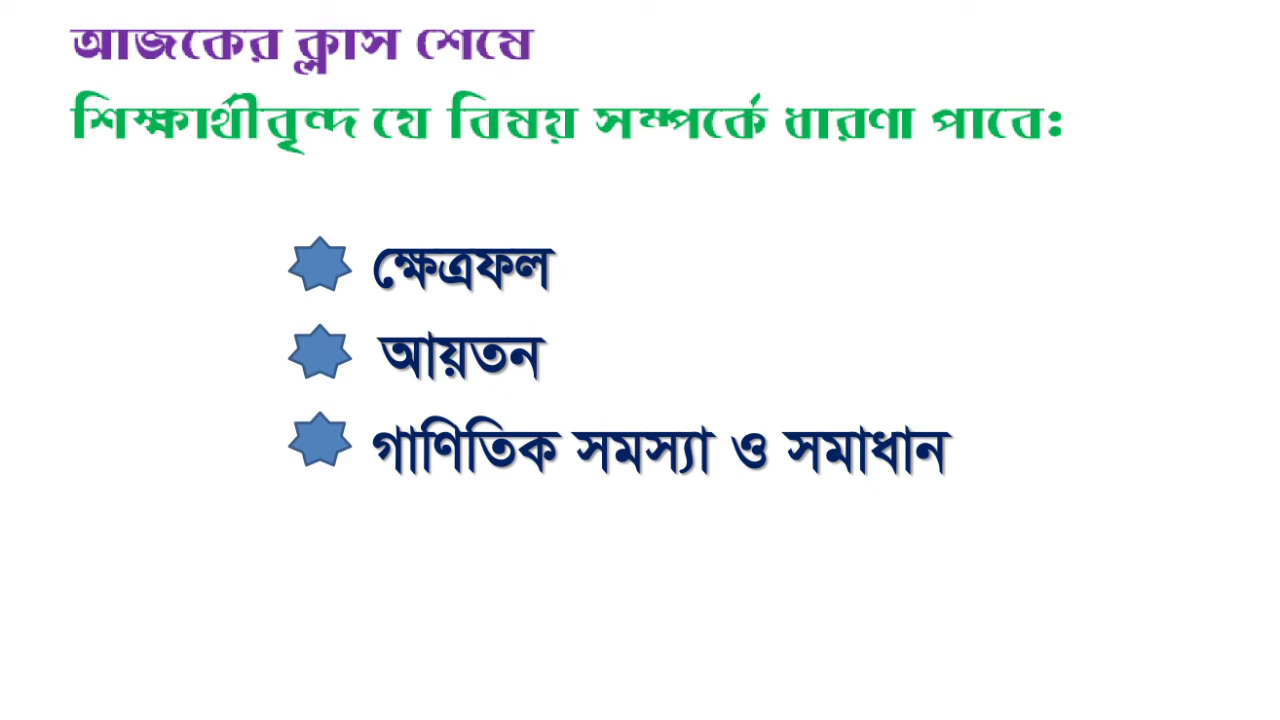 আজকের ক্লাস শেষে
শিক্ষার্থীবৃন্দ যে বিষয় সম্পর্কে ধারণা পাবে:
ক্ষেত্রফল
আয়তন
গাণিতিক সমস্যা ও সমাধান